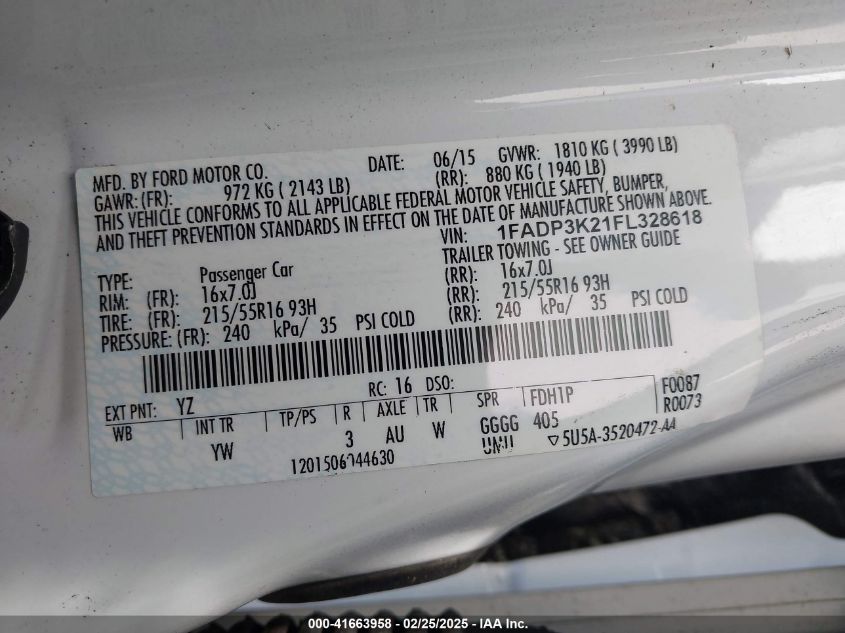 MFD. BY FORD MOTOR CO. DATE: 06/15 GVWR: 1810 KG ( 3990 LB)
GAWR:(FR): 972 KG ( 2143 LB) (RR): 880 KG ( 1940 LB)
THIS VEHICLE CONFORMS TO ALL APPLICABLE FEDERAL MOTOR VEHICLE SAFETY, BUMPER,
AND THEFT PREVENTION STANDARDS IN EFFECT ON THE DATE OF MANUFACTURE SHOWN ABOVE.
VIN: 1FADP3K21FL328618
TYPE: Passenger Car TRAILER TOWING - SEE OWNER GUIDE
RIM: (FR): 16x7.0J (RR): 16x7.0J
TIRE: (FR): 215/55R16 93H (RR): 215/55R16 93H
PRESSURE: (FR): 240 kPa/ 35 PSI COLD (RR): 240 kPa/ 35 PSI COLD
EXT PNT: YZ RC: 16 DSO: FDH1P F0087
WB INT TR TP/PS R AXLE TR SPR 405 R0073
YW 3 AU W GGGG
1201506744630 ▽5U5A-3520472-AA
000-41663958 - 02/25/2025 - IAA Inc.